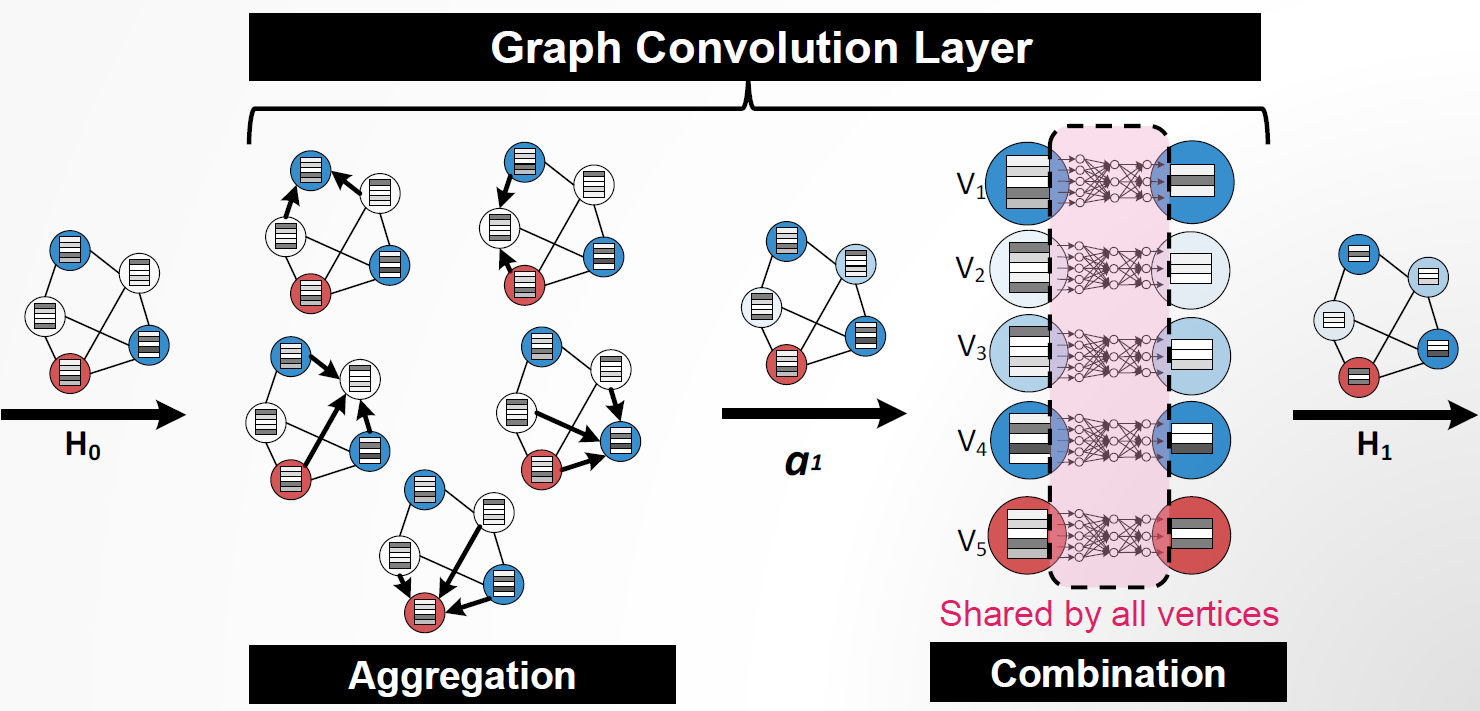 Graph Convolution Layer
V1
V2
V3
V4
V5
H0
a1
H1
Shared by all vertices
Aggregation
Combination